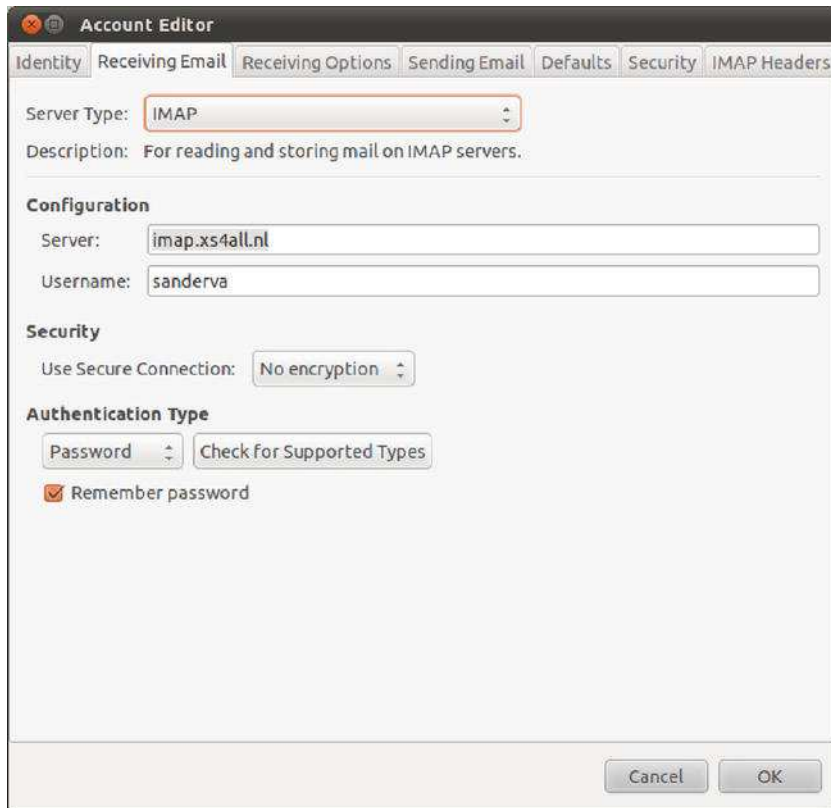 Account Editor
Identity Receiving Email Receiving Options Sending Email Defaults Security IMAP Headers
Server Type: IMAP
Description: For reading and storing mail on IMAP servers.
Configuration
Server: imap.xs4all.nl
Username: sanderva
Security
Use Secure Connection: No encryption
Authentication Type
Password Check for Supported Types
Remember password
Cancel OK